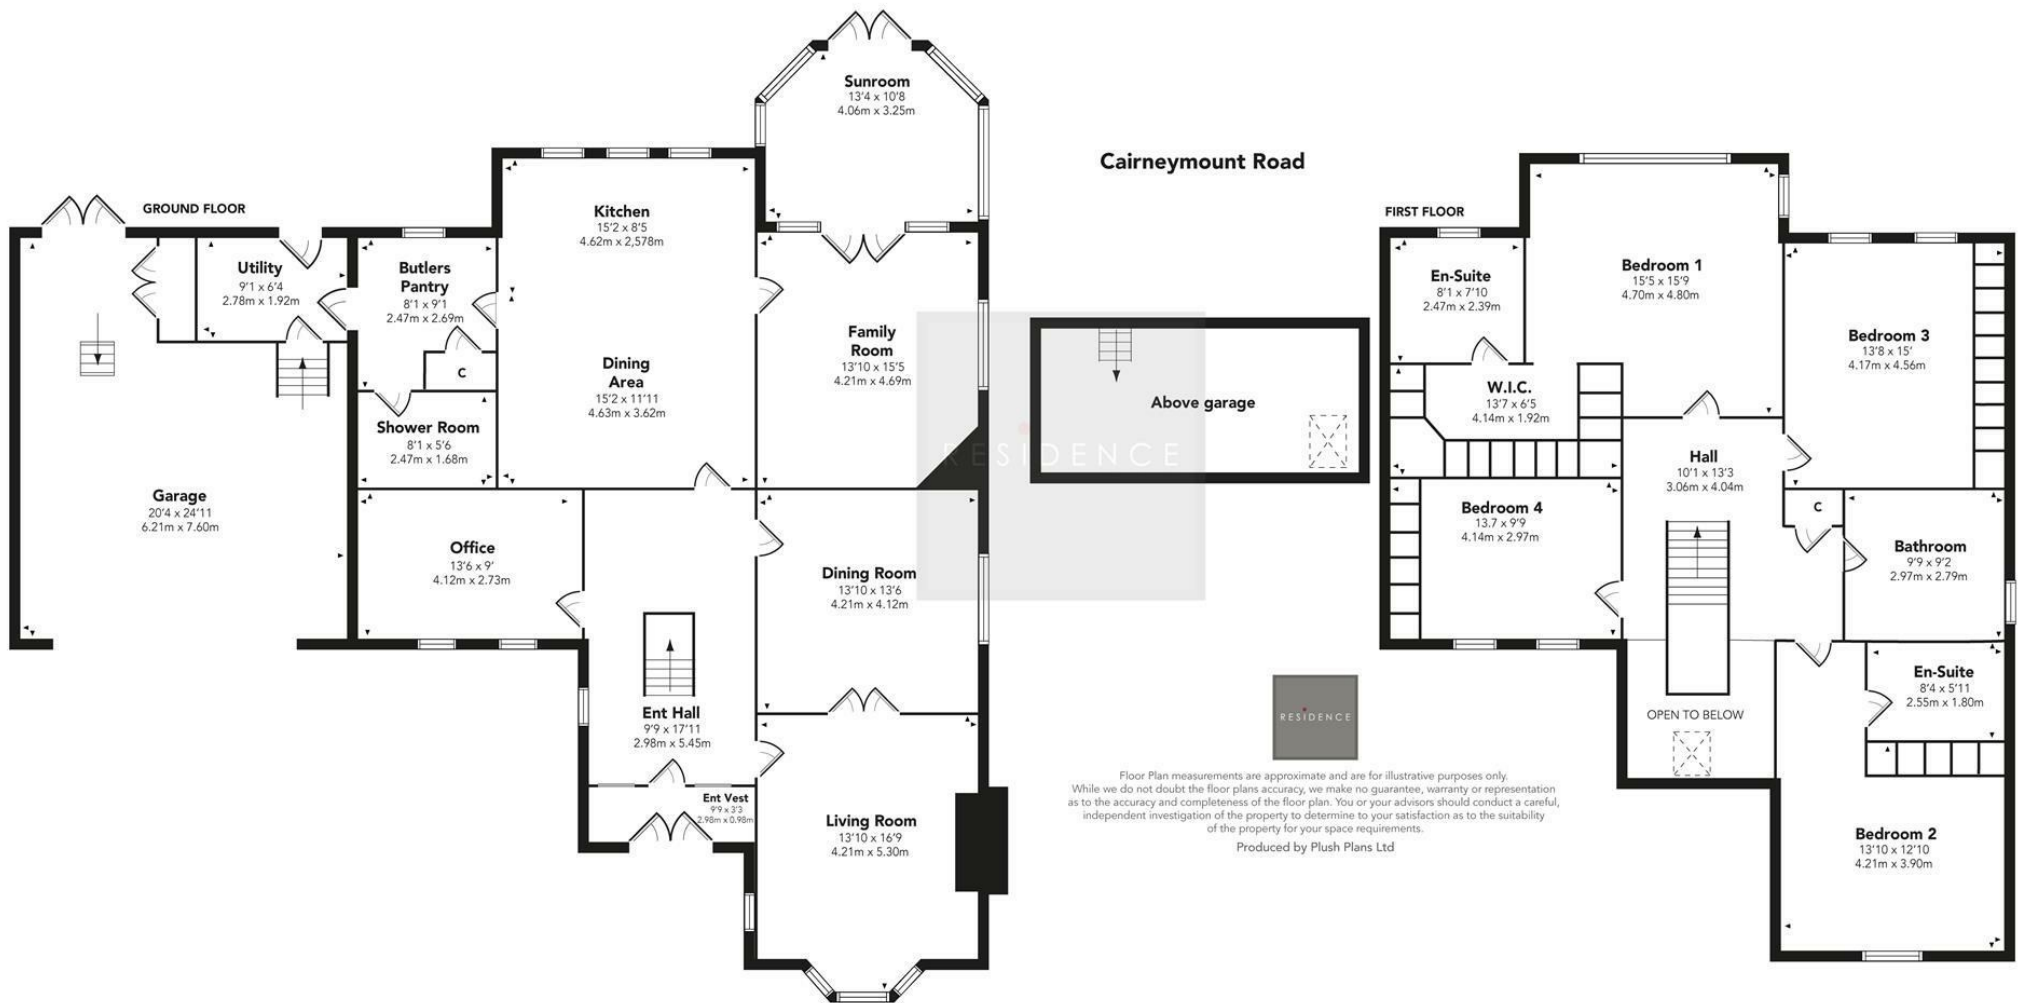 Cairneymount Road
GROUND FLOOR
Sunroom
13'4 x 10'8
4.06m x 3.25m
Kitchen
15'2 x 8'5
4.62m x 2,578m
Utility
9'1 x 6'4
2.78m x 1.92m
Butlers
Pantry
8'1 x 9'1
2.47m x 2.69m
C
Family
Room
13'10 x 15'5
4.21m x 4.69m
Dining
Area
15'2 x 11'11
4.63m x 3.62m
Shower Room
8'1 x 5'6
2.47m x 1.68m
Garage
20'4 x 24'11
6.21m x 7.60m
Office
13'6 x 9'
4.12m x 2.73m
Dining Room
13'10 x 13'6
4.21m x 4.12m
Ent Hall
9'9 x 17'11
2.98m x 5.45m
Ent Vest
9'9 x 3'3
2.98m x 0.98m
Living Room
13'10 x 16'9
4.21m x 5.30m
Above garage
RESIDENCE
FIRST FLOOR
En-Suite
8'1 x 7'10
2.47m x 2.39m
Bedroom 1
15'5 x 15'9
4.70m x 4.80m
Bedroom 3
13'8 x 15'
4.17m x 4.56m
W.I.C.
13'7 x 6'5
4.14m x 1.92m
Hall
10'1 x 13'3
3.06m x 4.04m
Bedroom 4
13.7 x 9'9
4.14m x 2.97m
C
Bathroom
9'9 x 9'2
2.97m x 2.79m
En-Suite
8'4 x 5'11
2.55m x 1.80m
OPEN TO BELOW
Bedroom 2
13'10 x 12'10
4.21m x 3.90m
RESIDENCE
Floor Plan measurements are approximate and are for illustrative purposes only.
While we do not doubt the floor plans accuracy, we make no guarantee, warranty or representation
as to the accuracy and completeness of the floor plan. You or your advisors should conduct a careful,
independent investigation of the property to determine to your satisfaction as to the suitability
of the property for your space requirements.
Produced by Plush Plans Ltd